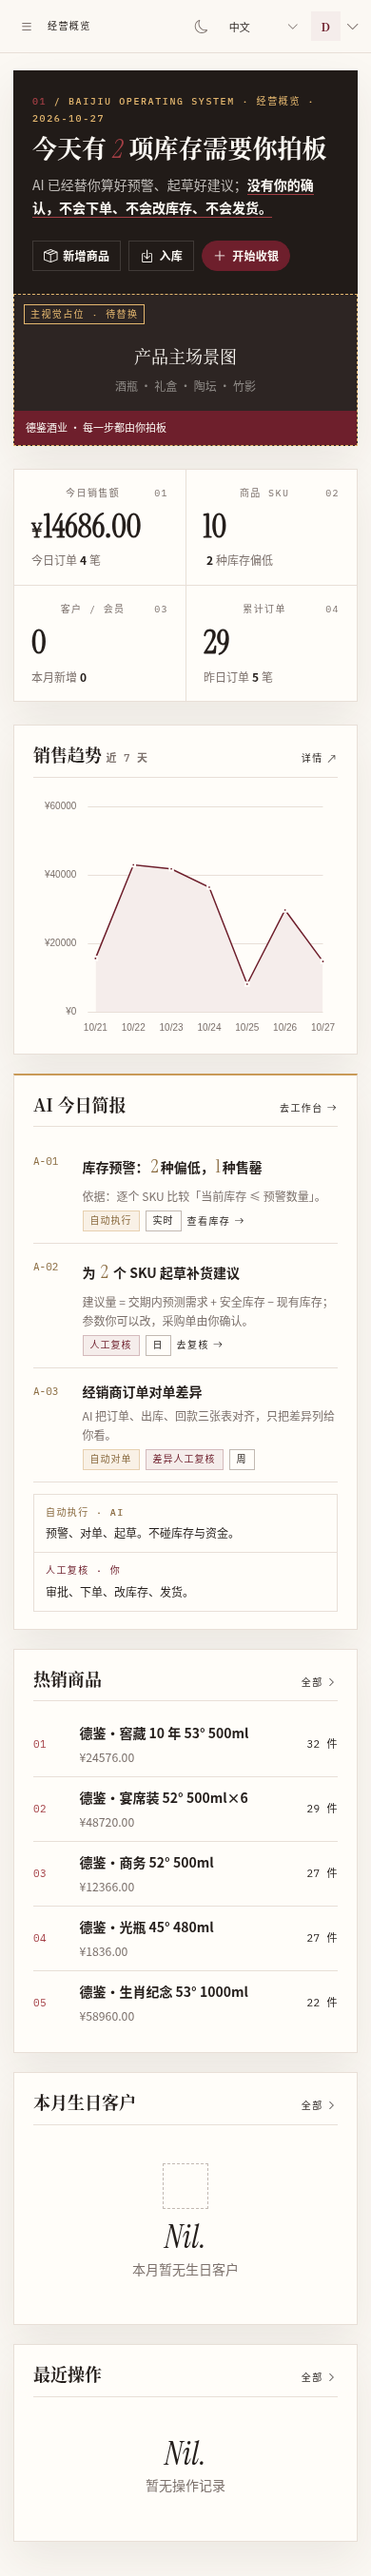 经营概览
中文
D
01 / BAIJIU OPERATING SYSTEM · 经营概览 ·
2026-10-27
今天有 2 项库存需要你拍板
AI 已经替你算好预警、起草好建议；没有你的确
认，不会下单、不会改库存、不会发货。
新增商品
入库
开始收银
主视觉占位 · 待替换
产品主场景图
酒瓶 · 礼盒 · 陶坛 · 竹影
德鉴酒业 · 每一步都由你拍板
今日销售额 01
¥14686.00
今日订单 4 笔
商品 SKU 02
10
2 种库存偏低
客户 / 会员 03
0
本月新增 0
累计订单 04
29
昨日订单 5 笔
销售趋势 近 7 天
详情 ↗
¥60000
¥40000
¥20000
¥0
10/21 10/22 10/23 10/24 10/25 10/26 10/27
AI 今日简报
去工作台 →
A-01
库存预警：2种偏低，1种售罄
依据：逐个 SKU 比较「当前库存 ≤ 预警数量」。
自动执行 实时 查看库存 →
A-02
为 2 个 SKU 起草补货建议
建议量 = 交期内预测需求 + 安全库存 − 现有库存；
参数你可以改，采购单由你确认。
人工复核 日 去复核 →
A-03
经销商订单对单差异
AI 把订单、出库、回款三张表对齐，只把差异列给
你看。
自动对单 差异人工复核 周
自动执行 · AI
预警、对单、起草。不碰库存与资金。
人工复核 · 你
审批、下单、改库存、发货。
热销商品
全部
01
德鉴·窖藏 10 年 53° 500ml
¥24576.00
32 件
02
德鉴·宴席装 52° 500ml×6
¥48720.00
29 件
03
德鉴·商务 52° 500ml
¥12366.00
27 件
04
德鉴·光瓶 45° 480ml
¥1836.00
27 件
05
德鉴·生肖纪念 53° 1000ml
¥58960.00
22 件
本月生日客户
全部
Nil.
本月暂无生日客户
最近操作
全部
Nil.
暂无操作记录